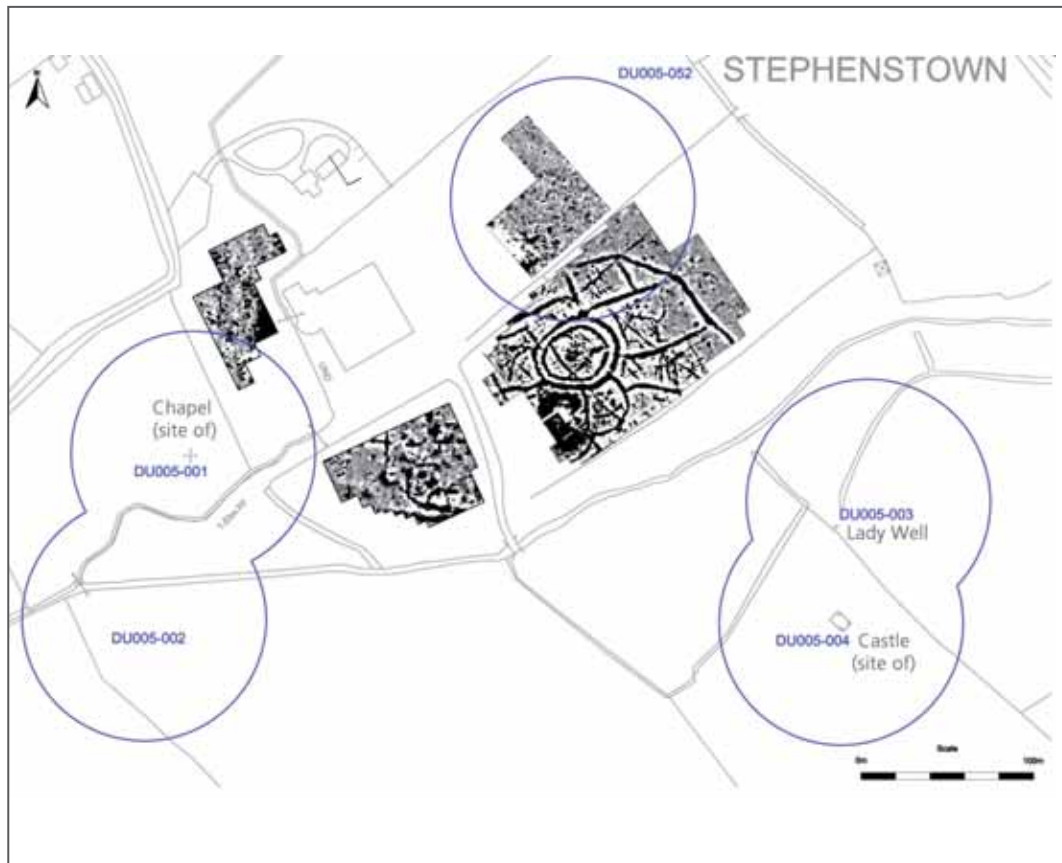 DU005-052
STEPHENSTOWN
Chapel
(site of)
DU005-001
UND
DU005-003
Lady Well
DU005-002
DU005-004
Castle
(site of)
Scale
0m
100m